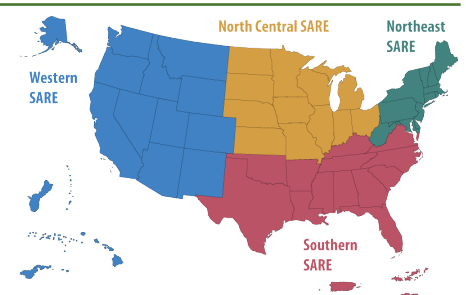 North Central SARE
Northeast
SARE
Western
SARE
Southern
SARE